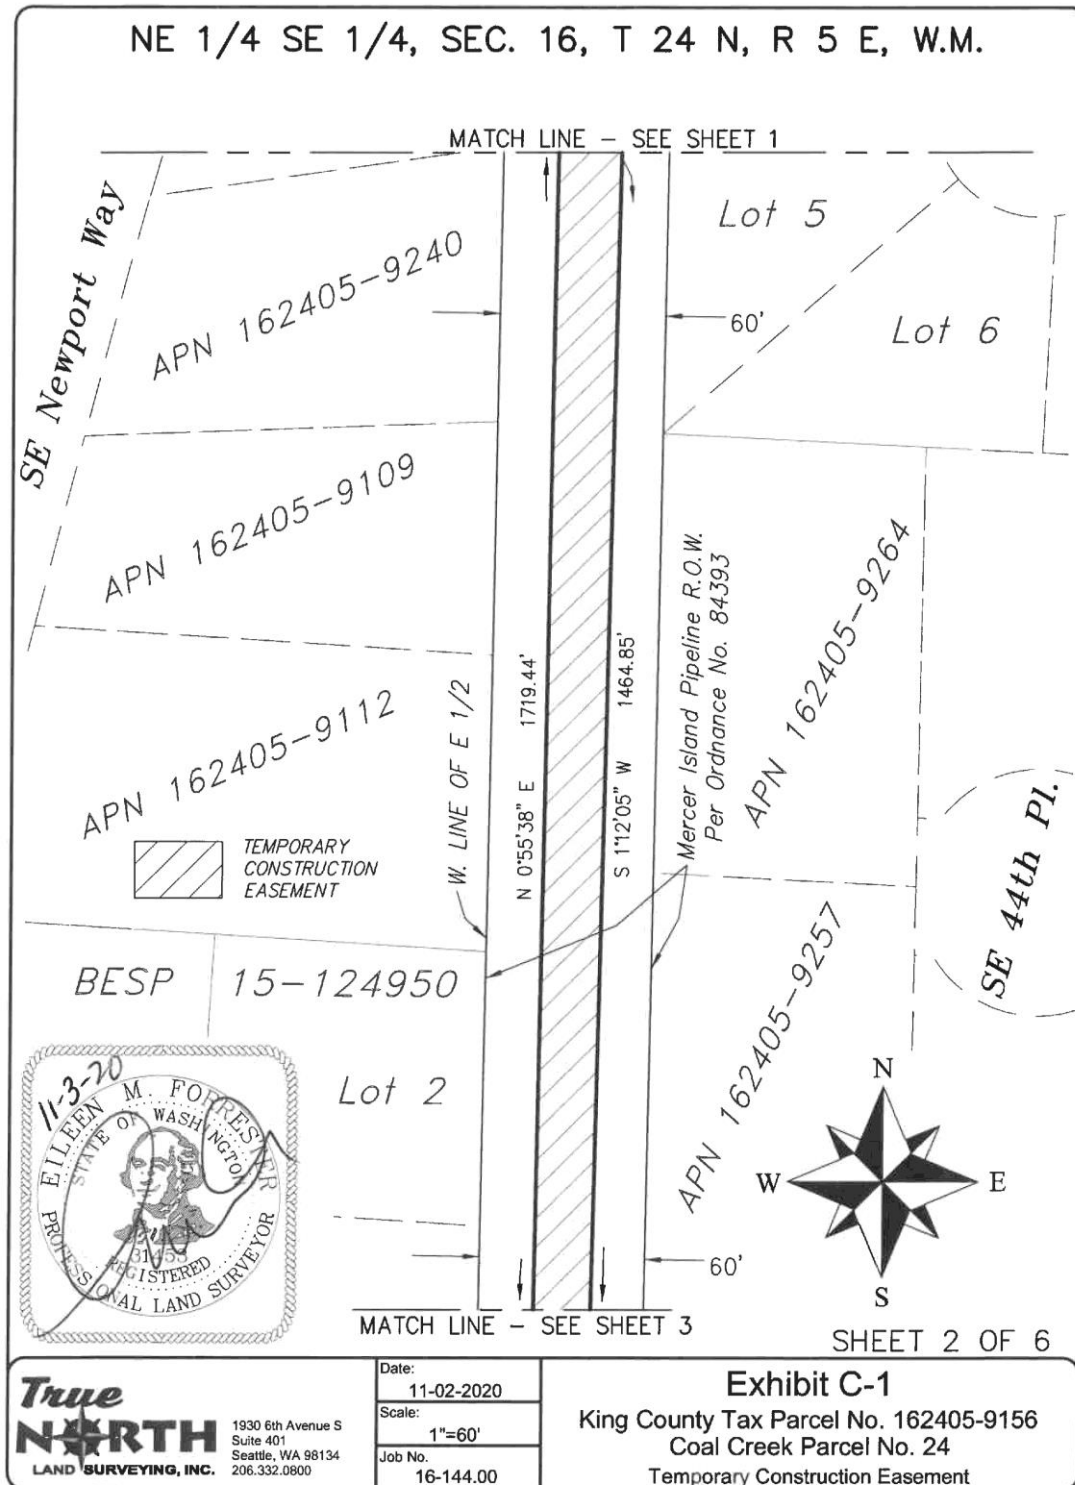 NE 1/4 SE 1/4, SEC. 16, T 24 N, R 5 E, W.M.
MATCH LINE – SEE SHEET 1
SE Newport Way
APN 162405-9240
Lot 5
60'
Lot 6
APN 162405-9109
APN 162405-9264
Mercer Island Pipeline R.O.W.
Per Ordnance No. 84393
W. LINE OF E 1/2
N 0°55'38" E 1719.44'
S 1°12'05" W 1464.85'
APN 162405-9112
TEMPORARY
CONSTRUCTION
EASEMENT
SE 44th Pl.
BESP 15-124950
APN 162405-9257
Lot 2
11-3-20
EILEEN M. FORRESTER
STATE OF WASHINGTON
31453
REGISTERED
PROFESSIONAL LAND SURVEYOR
N
W
E
S
60'
MATCH LINE – SEE SHEET 3
SHEET 2 OF 6
True
NORTH
LAND SURVEYING, INC.
1930 6th Avenue S
Suite 401
Seattle, WA 98134
206.332.0800
Date:
11-02-2020
Scale:
1"=60'
Job No.
16-144.00
Exhibit C-1
King County Tax Parcel No. 162405-9156
Coal Creek Parcel No. 24
Temporary Construction Easement